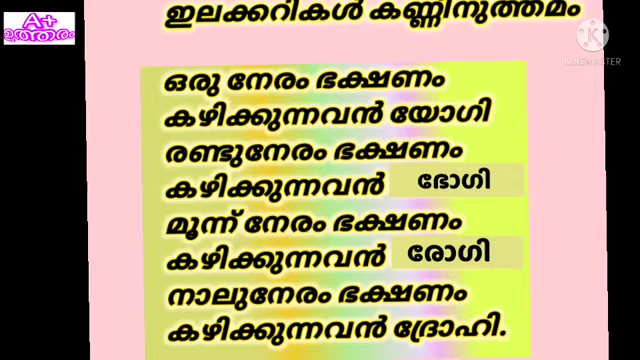 ഇലക്കറികൾ കണ്ണിനുത്തമം
A+
ഉത്തരം
KINEMASTER
ഒരു നേരം ഭക്ഷണം
കഴിക്കുന്നവൻ യോഗി
രണ്ടുനേരം ഭക്ഷണം
കഴിക്കുന്നവൻ ഭോഗി
മൂന്ന് നേരം ഭക്ഷണം
കഴിക്കുന്നവൻ രോഗി
നാലുനേരം ഭക്ഷണം
കഴിക്കുന്നവൻ ദ്രോഹി.